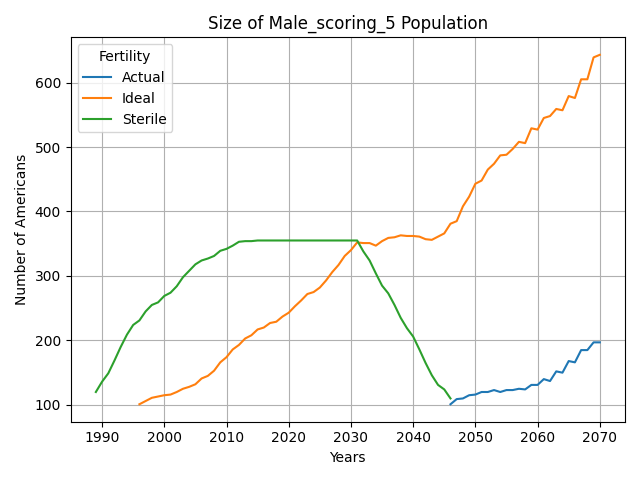 Size of Male_scoring_5 Population
Fertility
Actual
Ideal
Sterile
Number of Americans
600
500
400
300
200
100
1990 2000 2010 2020 2030 2040 2050 2060 2070
Years